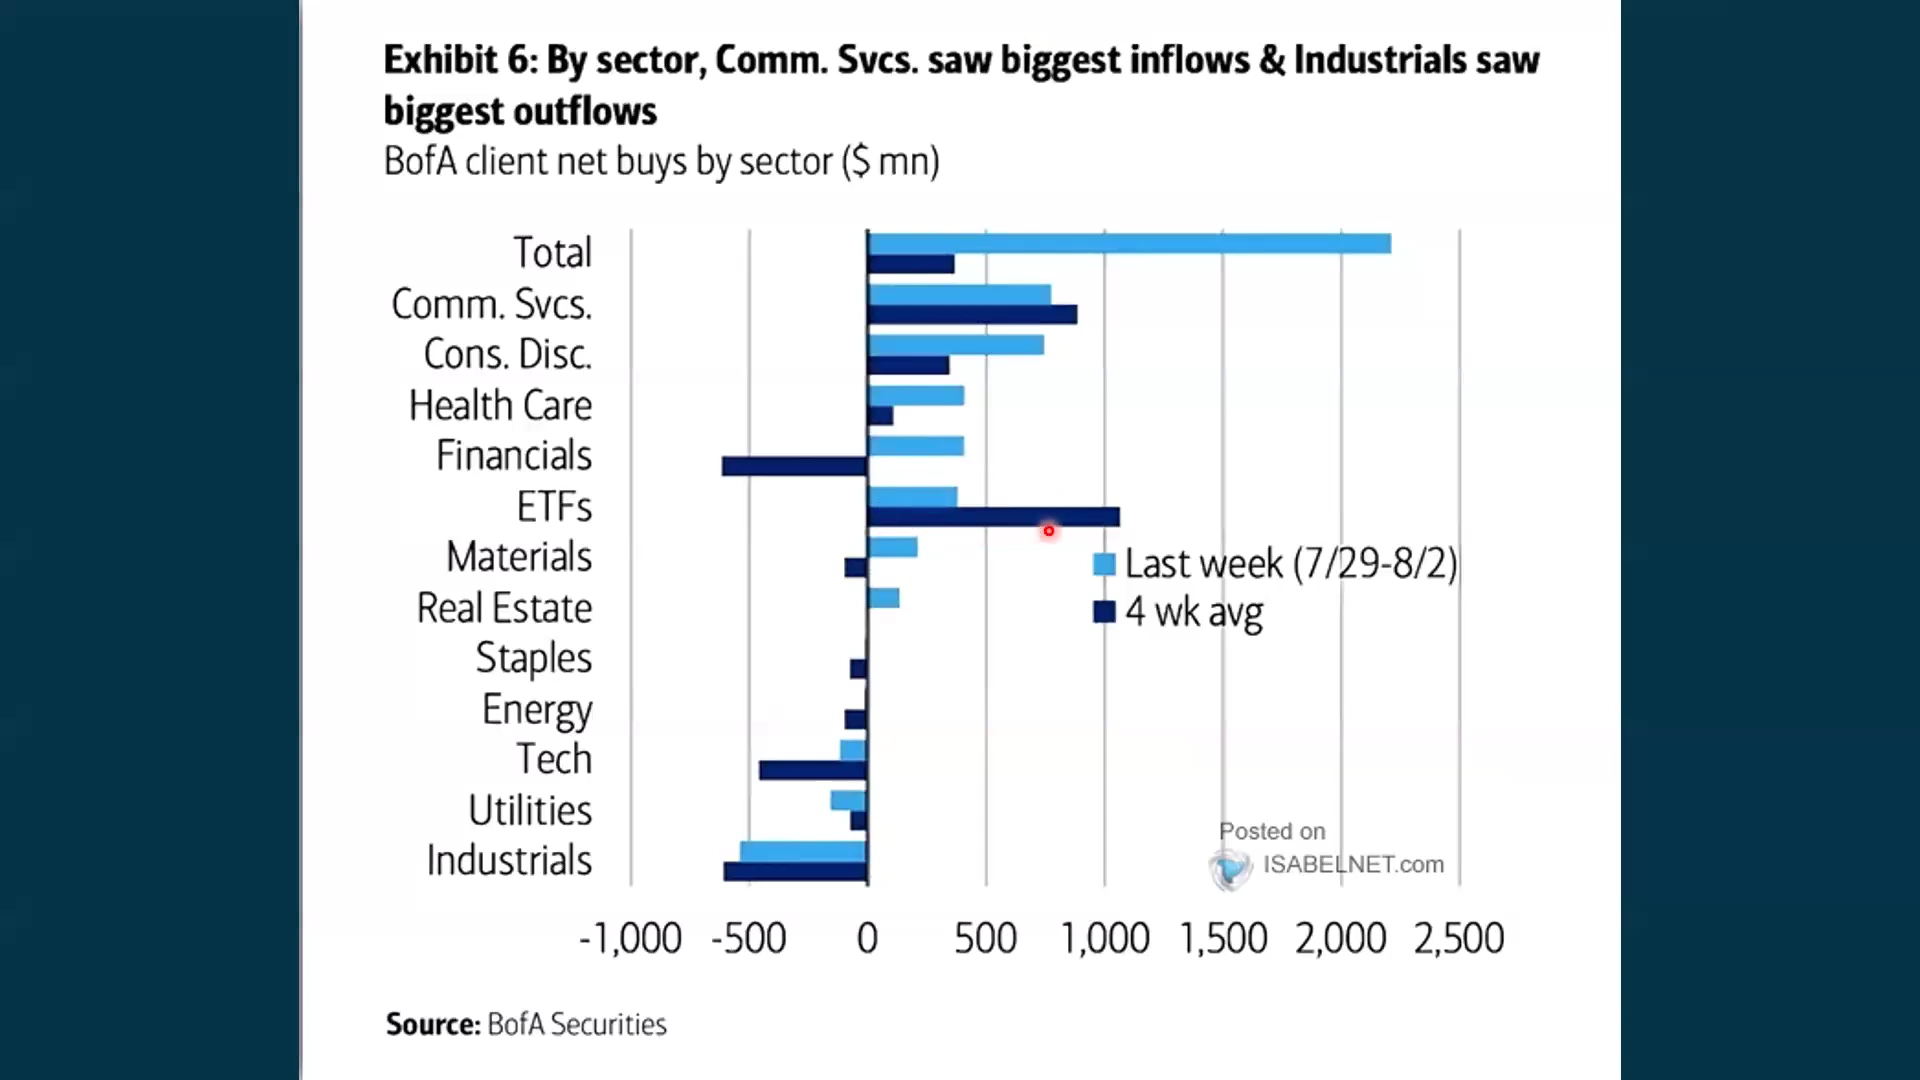 Exhibit 6: By sector, Comm. Svcs. saw biggest inflows & Industrials saw
biggest outflows
BofA client net buys by sector ($ mn)
Total
Comm. Svcs.
Cons. Disc.
Health Care
Financials
ETFs
Materials
Real Estate
Staples
Energy
Tech
Utilities
Industrials
Last week (7/29-8/2)
4 wk avg
Posted on
ISABELNET.com
-1,000 -500 0 500 1,000 1,500 2,000 2,500
Source: BofA Securities